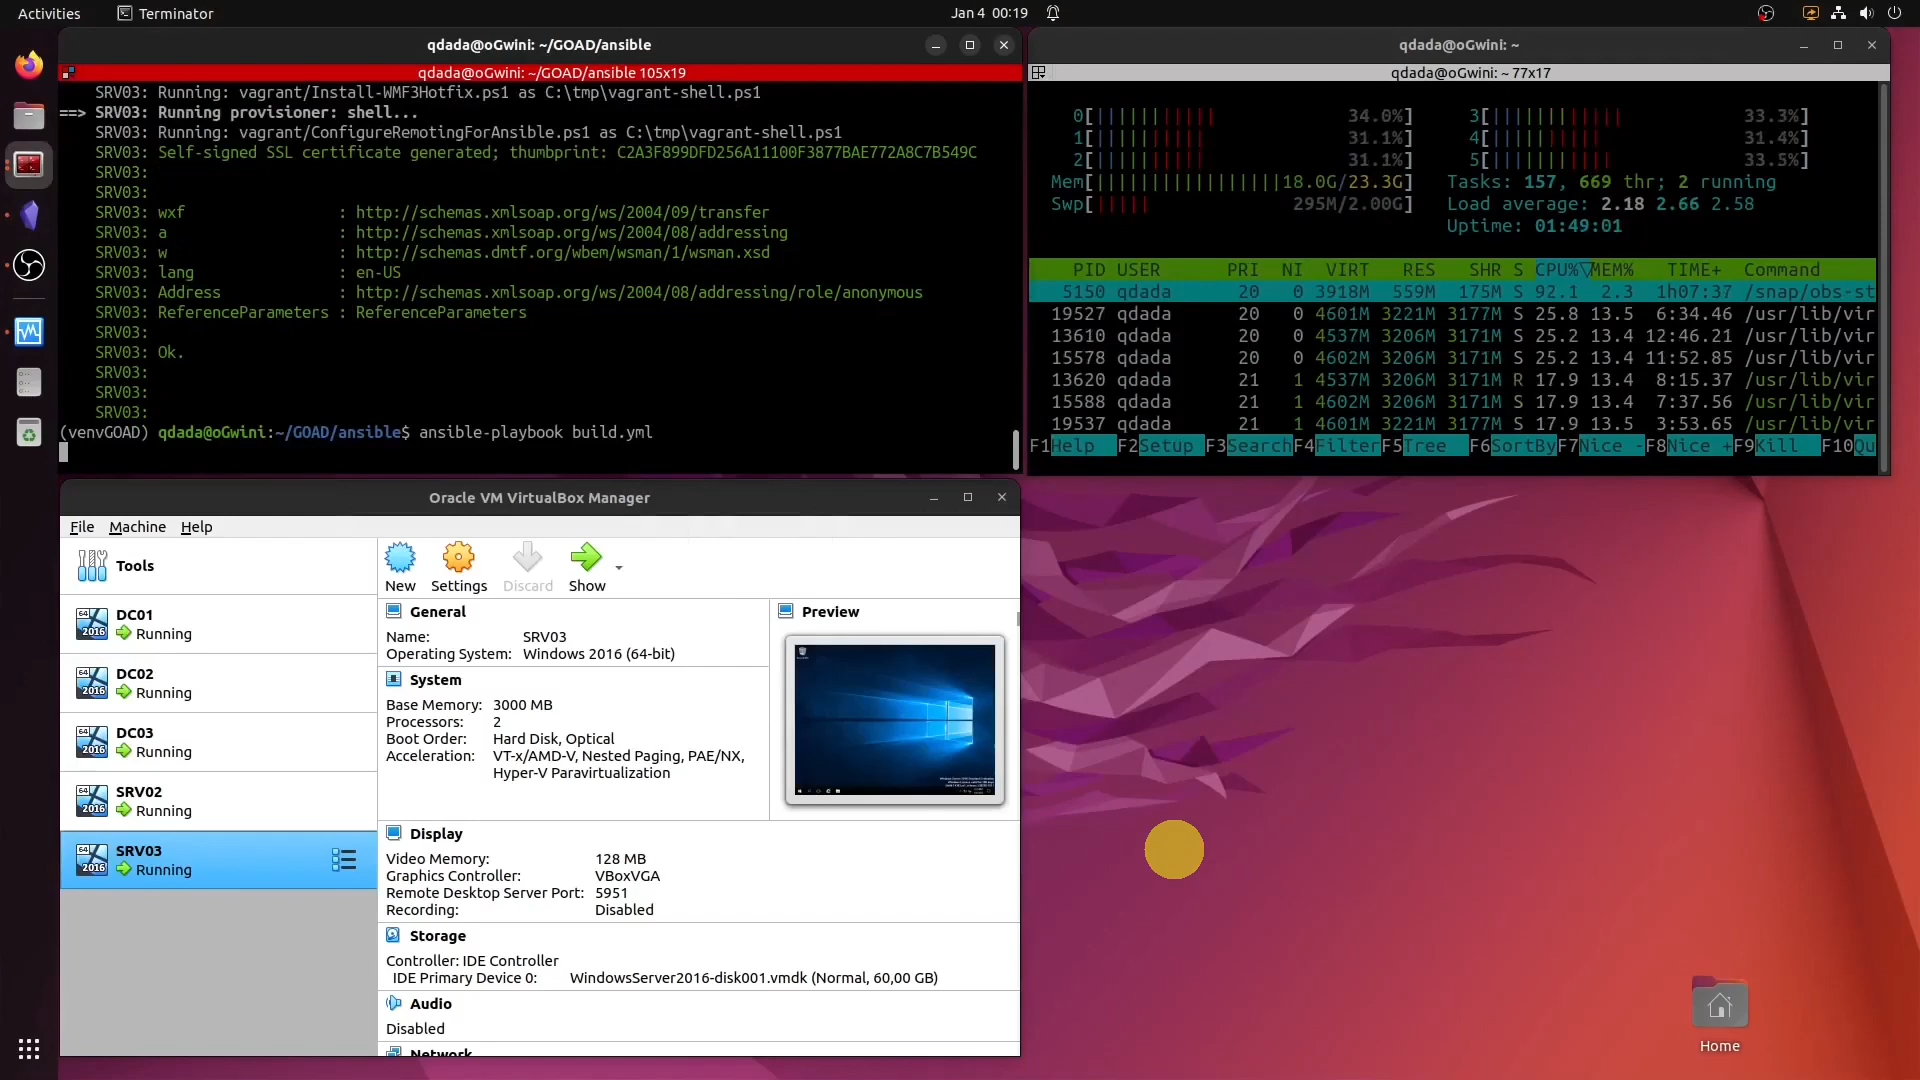 Activities
Terminator
Jan 4 00:19
qdada@oGwini: ~/GOAD/ansible
qdada@oGwini: ~/GOAD/ansible 105x19
SRV03: Running: vagrant/Install-WMF3Hotfix.ps1 as C:\tmp\vagrant-shell.ps1
==> SRV03: Running provisioner: shell...
SRV03: Running: vagrant/ConfigureRemotingForAnsible.ps1 as C:\tmp\vagrant-shell.ps1
SRV03: Self-signed SSL certificate generated; thumbprint: C2A3F899DFD256A11100F3877BAE772A8C7B549C
SRV03:
SRV03:
SRV03: wxf : http://schemas.xmlsoap.org/ws/2004/09/transfer
SRV03: a : http://schemas.xmlsoap.org/ws/2004/08/addressing
SRV03: w : http://schemas.dmtf.org/wbem/wsman/1/wsman.xsd
SRV03: lang : en-US
SRV03: Address : http://schemas.xmlsoap.org/ws/2004/08/addressing/role/anonymous
SRV03: ReferenceParameters : ReferenceParameters
SRV03:
SRV03: Ok.
SRV03:
SRV03:
SRV03:
(venvGOAD) qdada@oGwini:~/GOAD/ansible$ ansible-playbook build.yml
qdada@oGwini: ~
qdada@oGwini: ~ 77x17
0[||||||||||||| 34.0%] 3[|||||||||||||| 33.3%]
1[|||||||||||| 31.1%] 4[|||||||||||| 31.4%]
2[|||||||||||| 31.1%] 5[||||||||||||| 33.5%]
Mem[|||||||||||||||||18.0G/23.3G] Tasks: 157, 669 thr; 2 running
Swp[||||| 295M/2.00G] Load average: 2.18 2.66 2.58
Uptime: 01:49:01
PID USER PRI NI VIRT RES SHR S CPU%▽MEM% TIME+ Command
5150 qdada 20 0 3918M 559M 175M S 92.1 2.3 1h07:37 /snap/obs-st
19527 qdada 20 0 4601M 3221M 3177M S 25.8 13.5 6:34.46 /usr/lib/vir
13610 qdada 20 0 4537M 3206M 3171M S 25.2 13.4 12:46.21 /usr/lib/vir
15578 qdada 20 0 4602M 3206M 3171M S 25.2 13.4 11:52.85 /usr/lib/vir
13620 qdada 21 1 4537M 3206M 3171M R 17.9 13.4 8:15.37 /usr/lib/vir
15588 qdada 21 1 4602M 3206M 3171M S 17.9 13.4 7:37.56 /usr/lib/vir
19537 qdada 21 1 4601M 3221M 3177M S 17.9 13.5 3:53.65 /usr/lib/vir
F1Help F2Setup F3SearchF4FilterF5Tree F6SortByF7Nice -F8Nice +F9Kill F10Qu
Oracle VM VirtualBox Manager
File Machine Help
Tools
New
Settings
Discard
Show
DC01
Running
DC02
Running
DC03
Running
SRV02
Running
SRV03
Running
64
2016
64
2016
64
2016
64
2016
64
2016
General
Name: SRV03
Operating System: Windows 2016 (64-bit)
System
Base Memory: 3000 MB
Processors: 2
Boot Order: Hard Disk, Optical
Acceleration: VT-x/AMD-V, Nested Paging, PAE/NX,
Hyper-V Paravirtualization
Preview
Display
Video Memory: 128 MB
Graphics Controller: VBoxVGA
Remote Desktop Server Port: 5951
Recording: Disabled
Storage
Controller: IDE Controller
IDE Primary Device 0: WindowsServer2016-disk001.vmdk (Normal, 60,00 GB)
Audio
Disabled
Network
Home